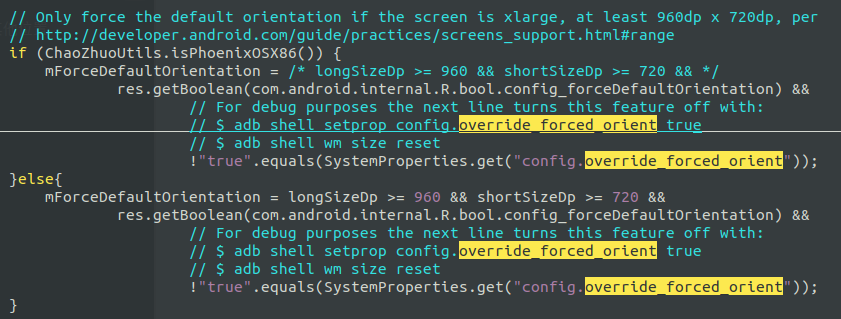 // Only force the default orientation if the screen is xlarge, at least 960dp x 720dp, per
// http://developer.android.com/guide/practices/screens_support.html#range
if (ChaoZhuoUtils.isPhoenixOSX86()) {
    mForceDefaultOrientation = /* longSizeDp >= 960 && shortSizeDp >= 720 && */
            res.getBoolean(com.android.internal.R.bool.config_forceDefaultOrientation) &&
                    // For debug purposes the next line turns this feature off with:
                    // $ adb shell setprop config.override_forced_orient true
                    // $ adb shell wm size reset
                    !"true".equals(SystemProperties.get("config.override_forced_orient"));
}else{
    mForceDefaultOrientation = longSizeDp >= 960 && shortSizeDp >= 720 &&
            res.getBoolean(com.android.internal.R.bool.config_forceDefaultOrientation) &&
                    // For debug purposes the next line turns this feature off with:
                    // $ adb shell setprop config.override_forced_orient true
                    // $ adb shell wm size reset
                    !"true".equals(SystemProperties.get("config.override_forced_orient"));
}